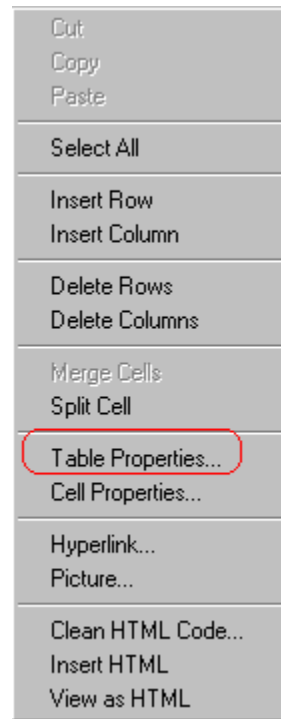 Cut
Copy
Paste
Select All
Insert Row
Insert Column
Delete Rows
Delete Columns
Merge Cells
Split Cell
Table Properties...
Cell Properties...
Hyperlink...
Picture...
Clean HTML Code...
Insert HTML
View as HTML